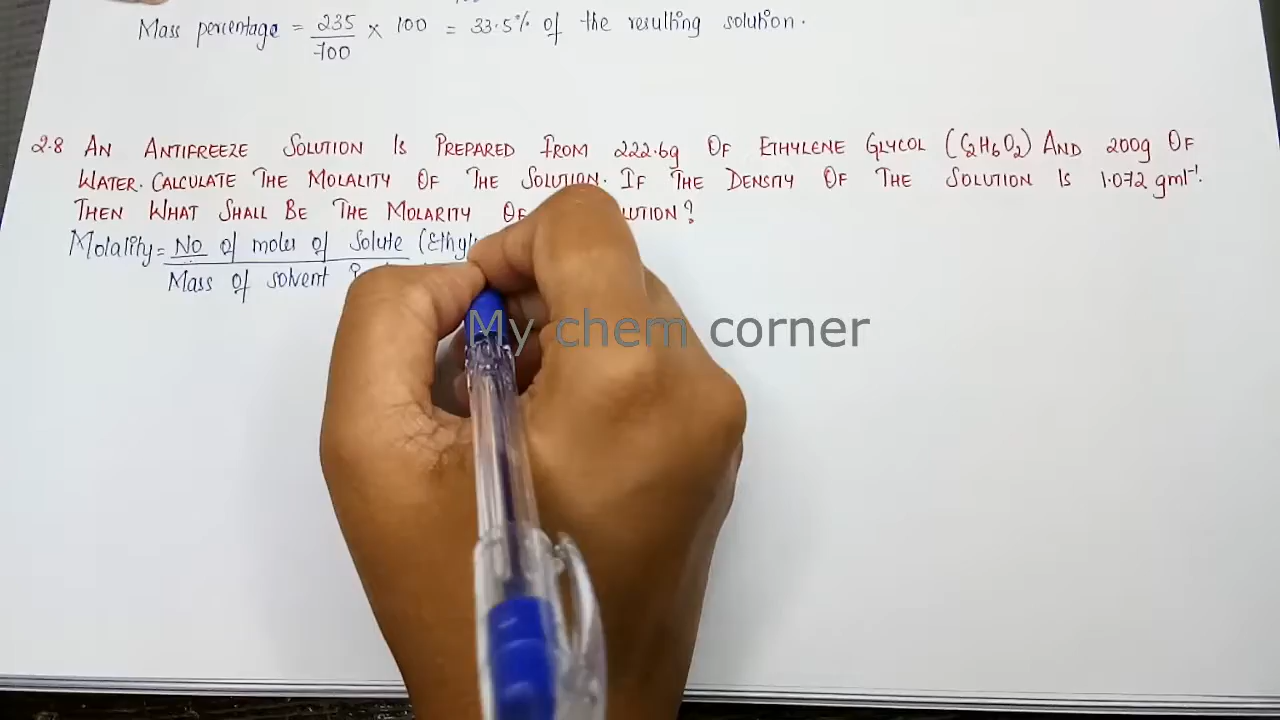 Mass percentage = 235/700 × 100 = 33.5% of the resulting solution.
2.8 AN ANTIFREEZE SOLUTION IS PREPARED FROM 222.6g OF ETHYLENE GLYCOL (C2H6O2) AND 200g OF
WATER. CALCULATE THE MOLALITY OF THE SOLUTION. IF THE DENSITY OF THE SOLUTION IS 1.072 gml⁻¹.
THEN WHAT SHALL BE THE MOLARITY OF SOLUTION?
Molality = No of moles of Solute
Mass of solvent
My chem corner